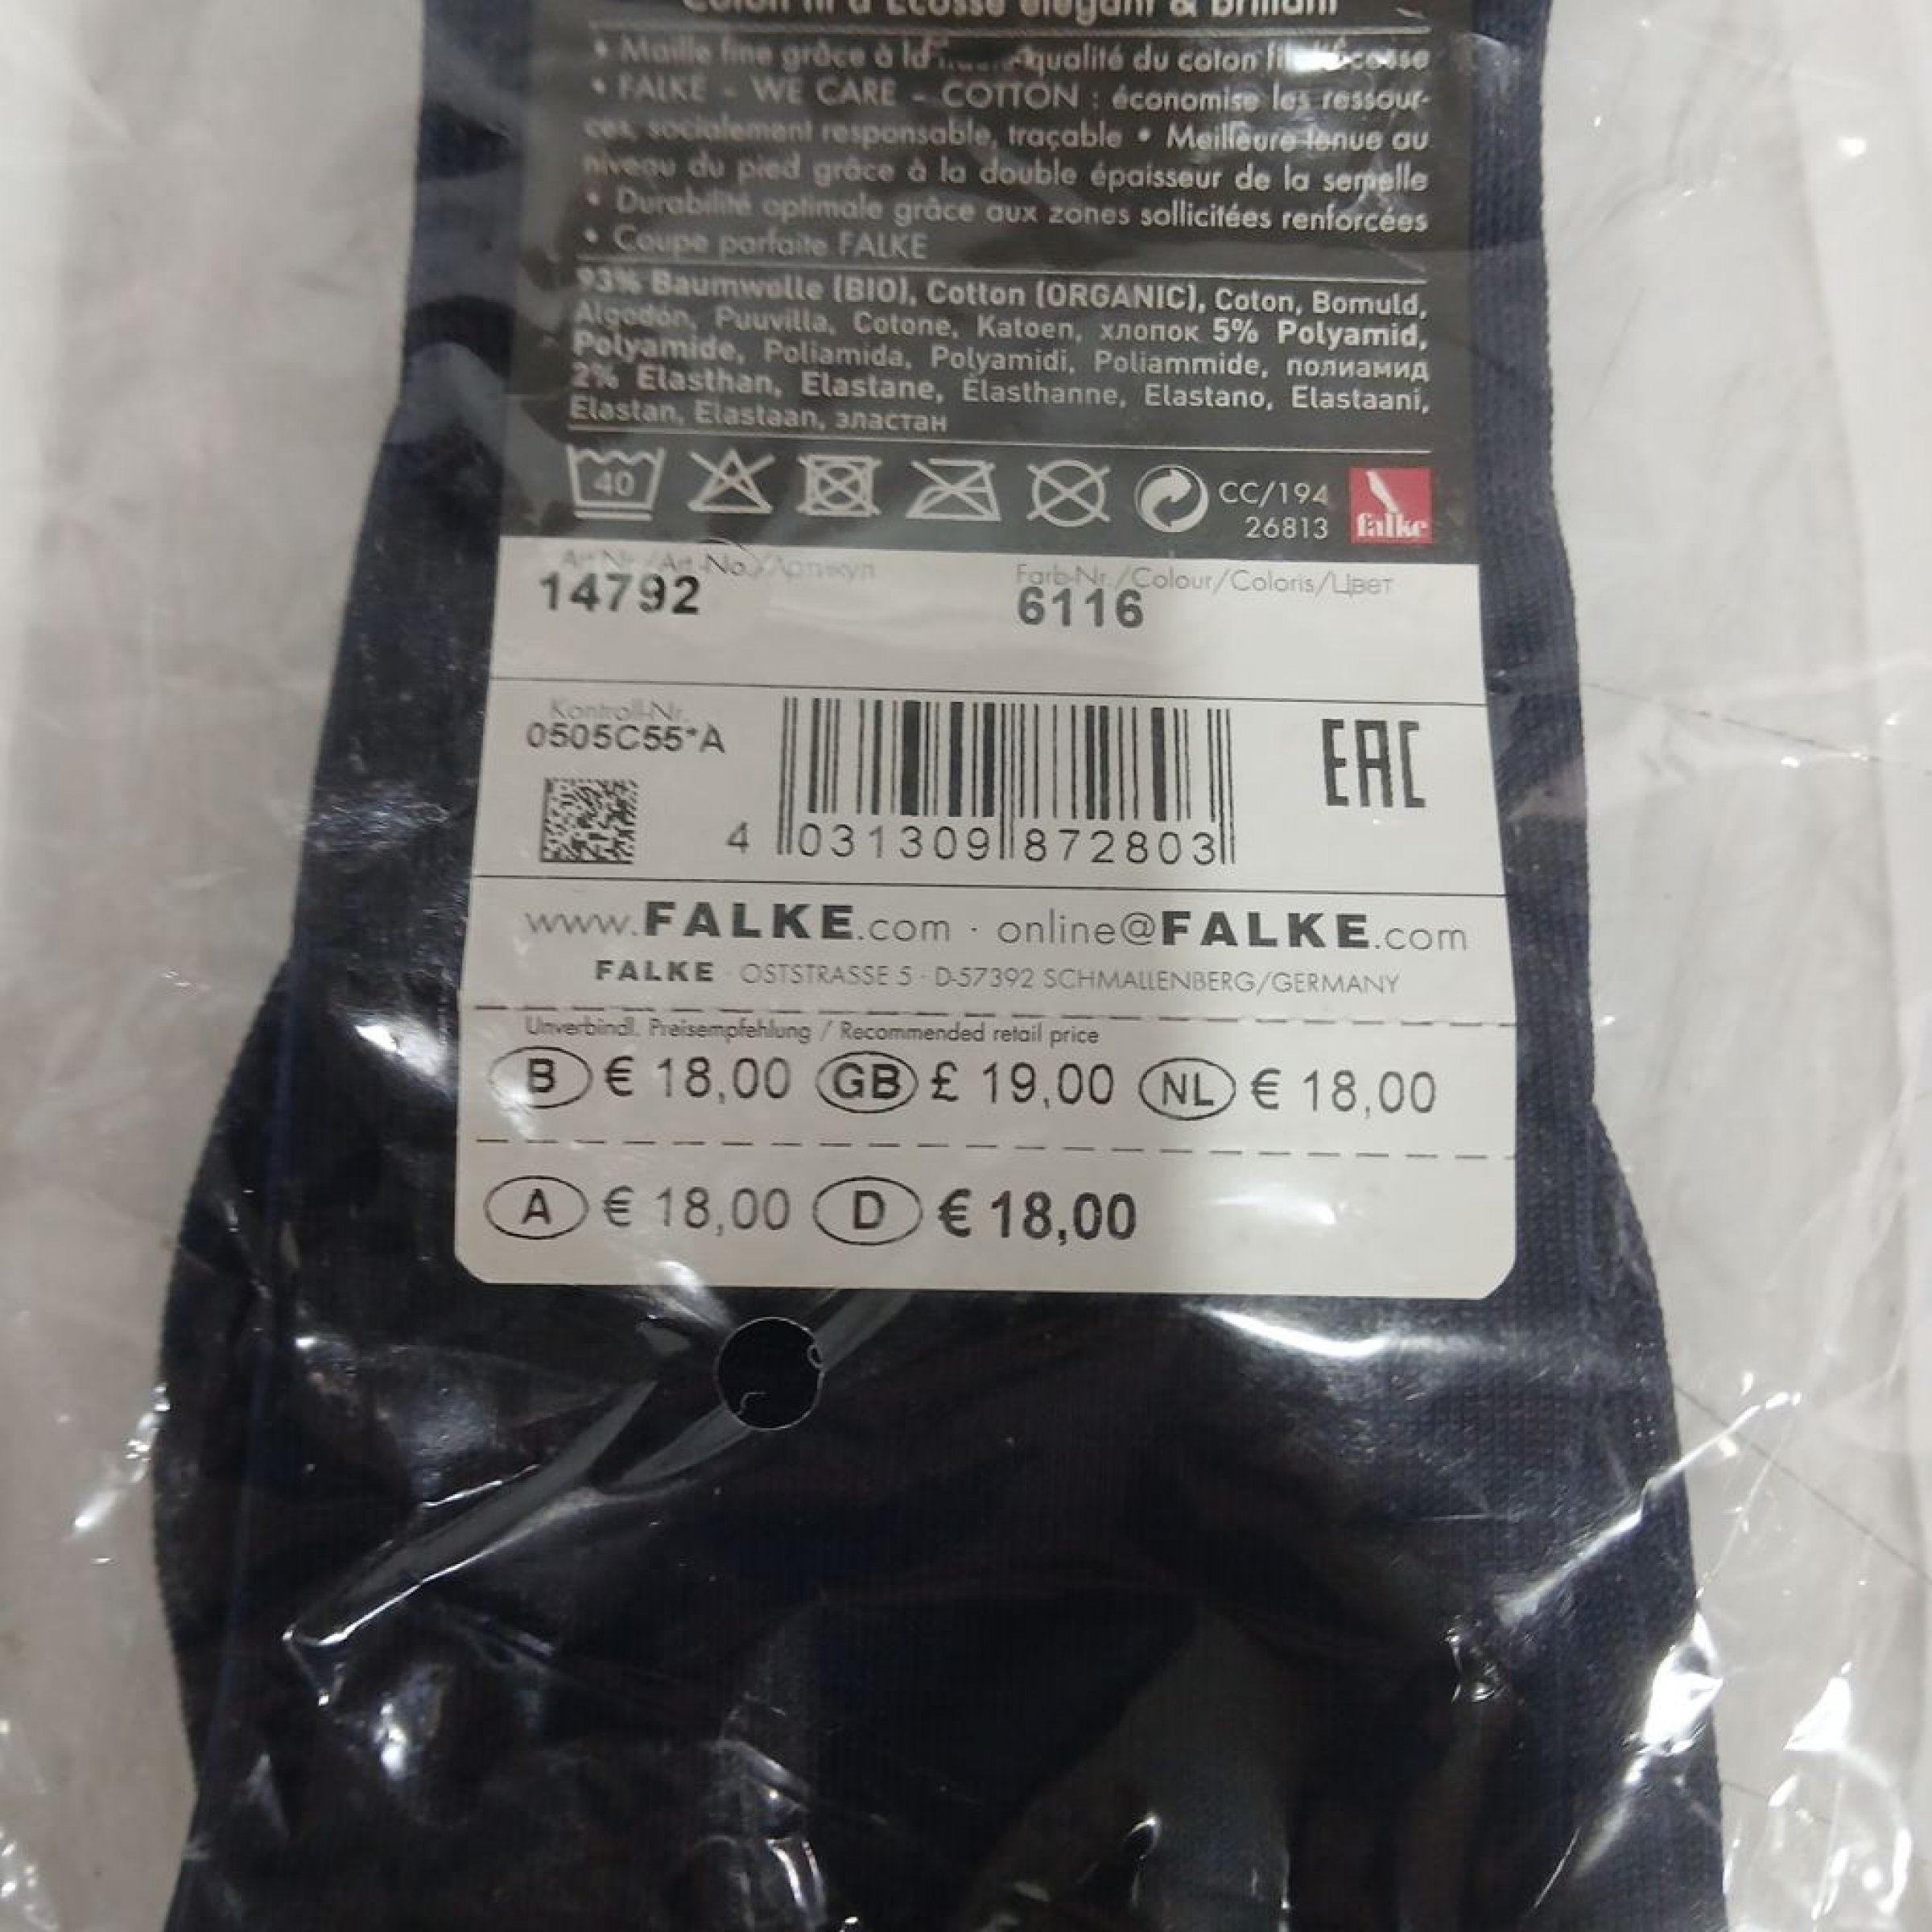 Coton fil d'Écosse élégant & brillant
• Maille fine grâce à la qualité du coton fil d'Écosse
• FALKE - WE CARE - COTTON : économise les ressour-
ces, socialement responsable, traçable • Meilleure tenue au
niveau du pied grâce à la double épaisseur de la semelle
• Durabilité optimale grâce aux zones sollicitées renforcées
• Coupe parfaite FALKE
93% Baumwolle (BIO), Cotton (ORGANIC), Coton, Bomuld,
Algodón, Puuvilla, Cotone, Katoen, хлопок 5% Polyamid,
Polyamide, Poliamida, Polyamidi, Poliammide, полиамид
2% Elasthan, Elastane, Élasthanne, Elastano, Elastaani,
Elastan, Elastaan, эластан
40 CC/194
26813 falke
Art-Nr./Art.-No./Артикул Farb-Nr./Colour/Coloris/Цвет
14792 6116
Kontroll-Nr.
0505C55*A
EAC
4 031309 872803
www.FALKE.com · online@FALKE.com
FALKE · OSTSTRASSE 5 · D-57392 SCHMALLENBERG/GERMANY
Unverbindl. Preisempfehlung / Recommended retail price
B € 18,00 GB £ 19,00 NL € 18,00
A € 18,00 D € 18,00